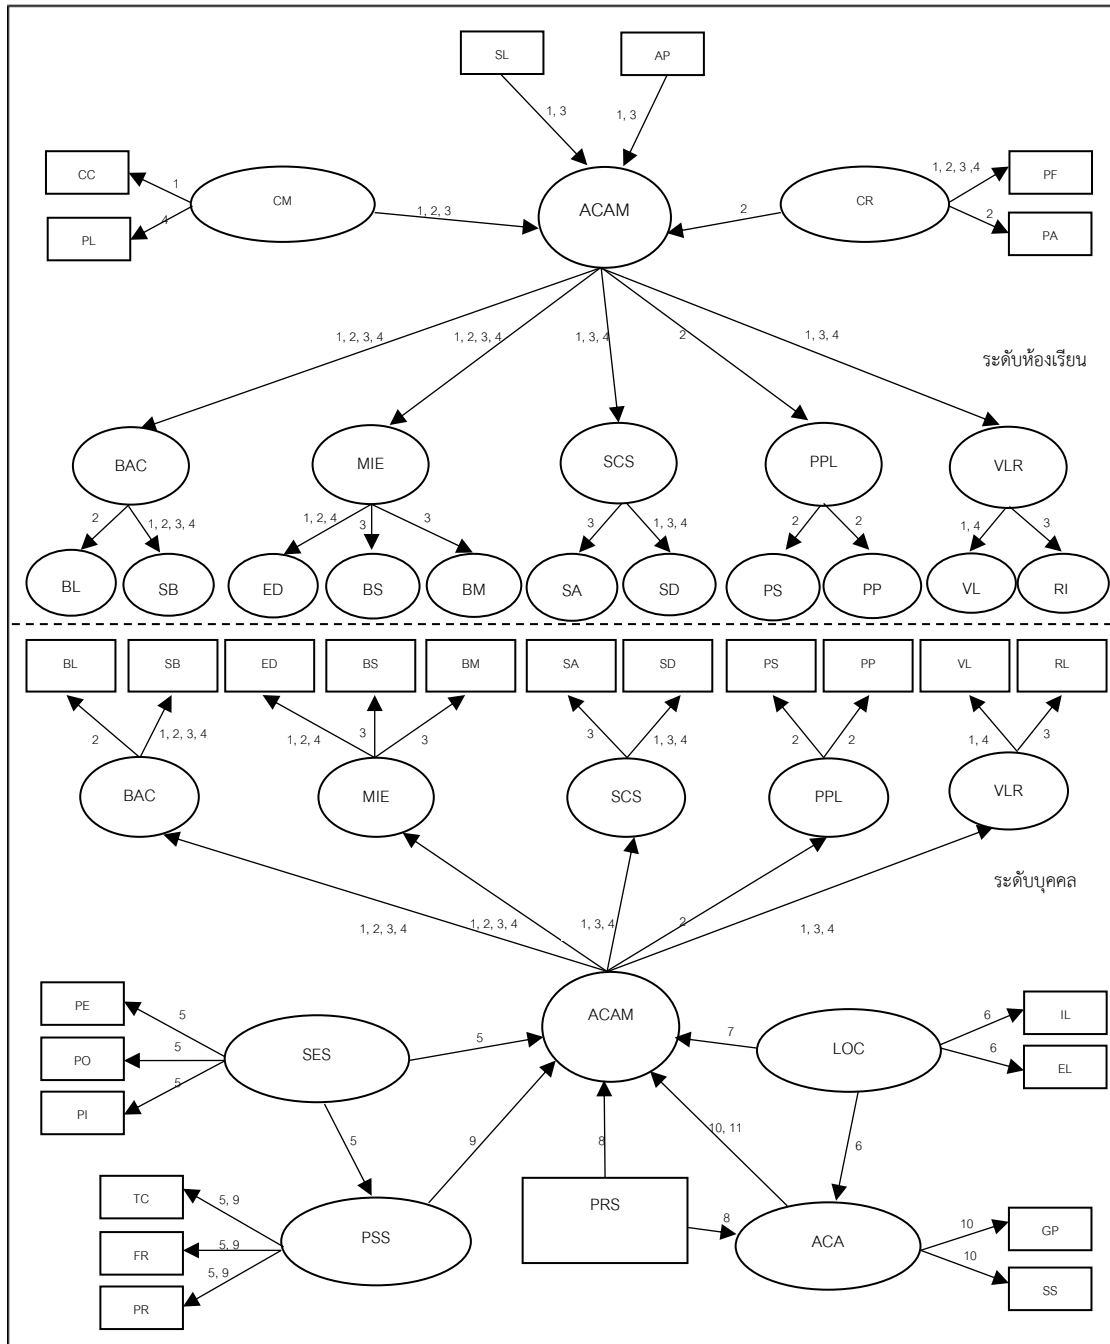 SL
AP
1, 3
1, 3
CC
1
CM
1, 2, 3
ACAM
2
CR
1, 2, 3 ,4
PF
PL
4
2
PA
1, 2, 3, 4
1, 2, 3, 4
1, 3, 4
2
1, 3, 4
ระดับห้องเรียน
BAC
MIE
SCS
PPL
VLR
2
1, 2, 3, 4
1, 2, 4
3
3
3
1, 3, 4
2
2
1, 4
3
BL
SB
ED
BS
BM
SA
SD
PS
PP
VL
RI
BL
SB
ED
BS
BM
SA
SD
PS
PP
VL
RL
2
1, 2, 3, 4
1, 2, 4
3
3
3
1, 3, 4
2
2
1, 4
3
BAC
MIE
SCS
PPL
VLR
ระดับบุคคล
1, 2, 3, 4
1, 2, 3, 4
1, 3, 4
2
1, 3, 4
PE
5
ACAM
6
IL
PO
5
SES
5
7
LOC
6
EL
PI
5
5
9
8
10, 11
6
TC
5, 9
PRS
8
FR
5, 9
PSS
ACA
10
GP
PR
5, 9
10
SS